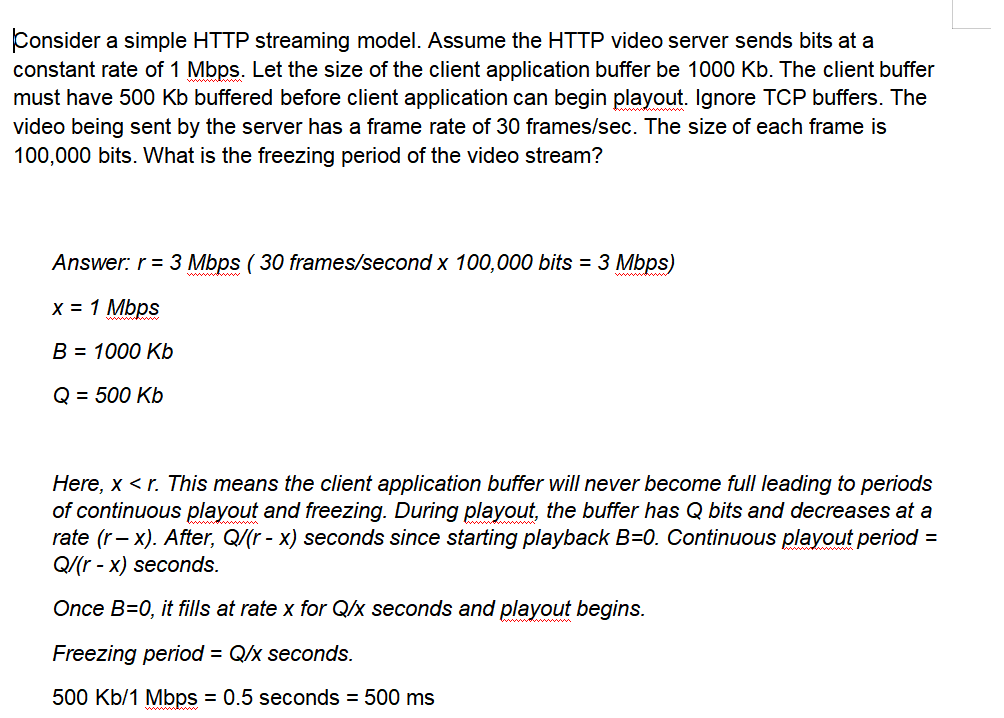 Consider a simple HTTP streaming model. Assume the HTTP video server sends bits at a
constant rate of 1 Mbps. Let the size of the client application buffer be 1000 Kb. The client buffer
must have 500 Kb buffered before client application can begin playout. Ignore TCP buffers. The
video being sent by the server has a frame rate of 30 frames/sec. The size of each frame is
100,000 bits. What is the freezing period of the video stream?
Answer: r = 3 Mbps ( 30 frames/second x 100,000 bits = 3 Mbps)
x = 1 Mbps
B = 1000 Kb
Q = 500 Kb
Here, x < r. This means the client application buffer will never become full leading to periods
of continuous playout and freezing. During playout, the buffer has Q bits and decreases at a
rate (r – x). After, Q/(r - x) seconds since starting playback B=0. Continuous playout period =
Q/(r - x) seconds.
Once B=0, it fills at rate x for Q/x seconds and playout begins.
Freezing period = Q/x seconds.
500 Kb/1 Mbps = 0.5 seconds = 500 ms